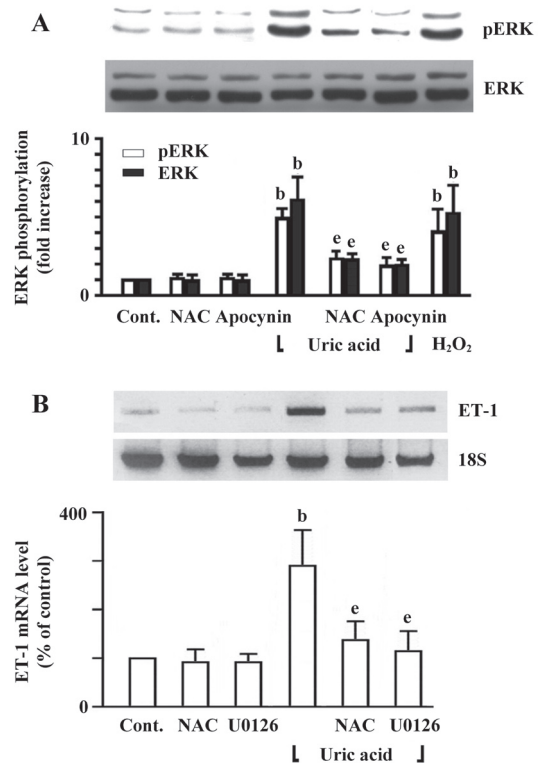 A
pERK
ERK
ERK phosphorylation
(fold increase)
10
5
0
pERK
ERK
b b
e e
e e
b b
Cont. NAC Apocynin NAC Apocynin
Uric acid H₂O₂
B
ET-1
18S
ET-1 mRNA level
(% of control)
400
0
b
e
e
Cont. NAC U0126 NAC U0126
Uric acid